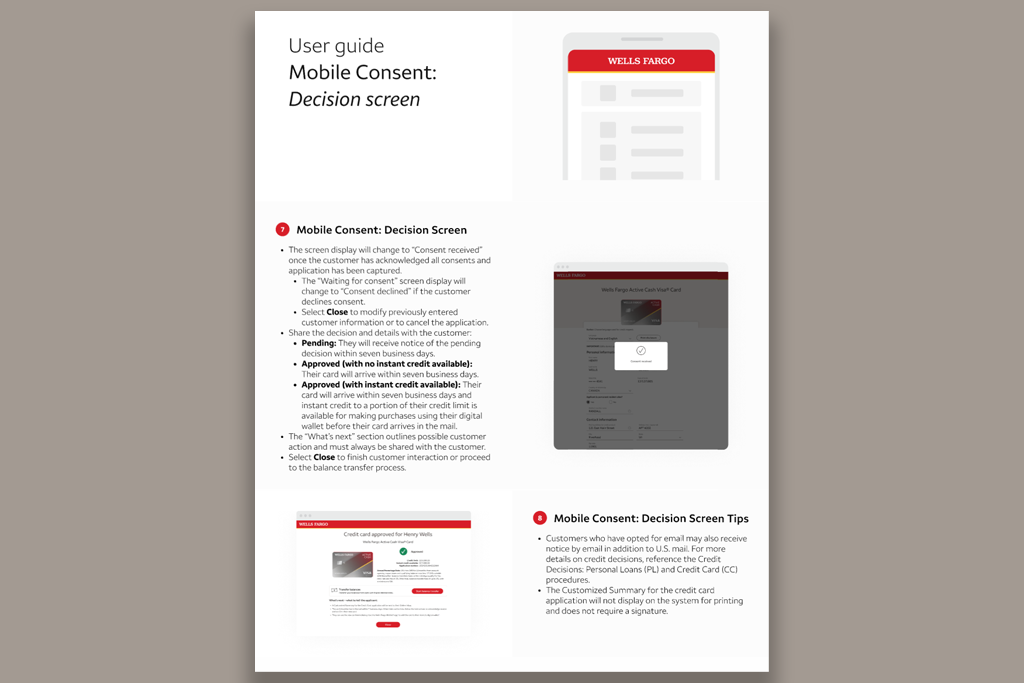 User guide
Mobile Consent:
Decision screen
WELLS FARGO
7 Mobile Consent: Decision Screen
• The screen display will change to “Consent received”
once the customer has acknowledged all consents and
application has been captured.
• The “Waiting for consent” screen display will
change to “Consent declined” if the customer
declines consent.
• Select Close to modify previously entered
customer information or to cancel the application.
• Share the decision and details with the customer:
• Pending: They will receive notice of the pending
decision within seven business days.
• Approved (with no instant credit available):
Their card will arrive within seven business days.
• Approved (with instant credit available): Their
card will arrive within seven business days and
instant credit to a portion of their credit limit is
available for making purchases using their digital
wallet before their card arrives in the mail.
• The “What’s next” section outlines possible customer
action and must always be shared with the customer.
• Select Close to finish customer interaction or proceed
to the balance transfer process.
WELLS FARGO
Wells Fargo Active Cash Visa® Card
Consent received
WELLS FARGO
Credit card approved for Henry Wells
Wells Fargo Active Cash Visa® Card
Approved
8 Mobile Consent: Decision Screen Tips
• Customers who have opted for email may also receive
notice by email in addition to U.S. mail. For more
details on credit decisions, reference the Credit
Decisions: Personal Loans (PL) and Credit Card (CC)
procedures.
• The Customized Summary for the credit card
application will not display on the system for printing
and does not require a signature.